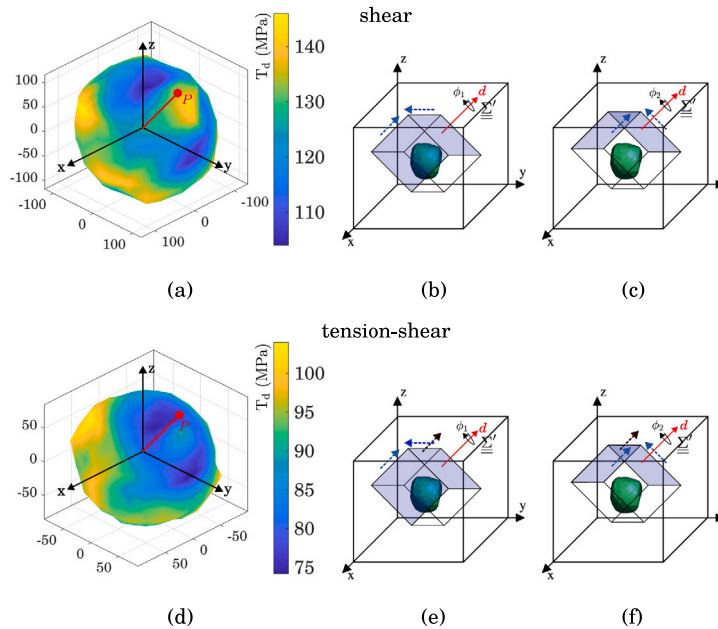 shear
T_d (MPa)
140
130
120
110
100
50
0
-50
-100
z
P
x
y
-100
0
100
100
0
-100
(a)
z
ϕ1
d
Σ′
y
x
(b)
z
ϕ2
d
Σ′
y
x
(c)
tension-shear
T_d (MPa)
100
95
90
85
80
75
50
0
-50
z
P
x
y
-50
0
50
50
0
-50
(d)
z
ϕ1
d
Σ′
y
x
(e)
z
ϕ2
d
Σ′
x
(f)